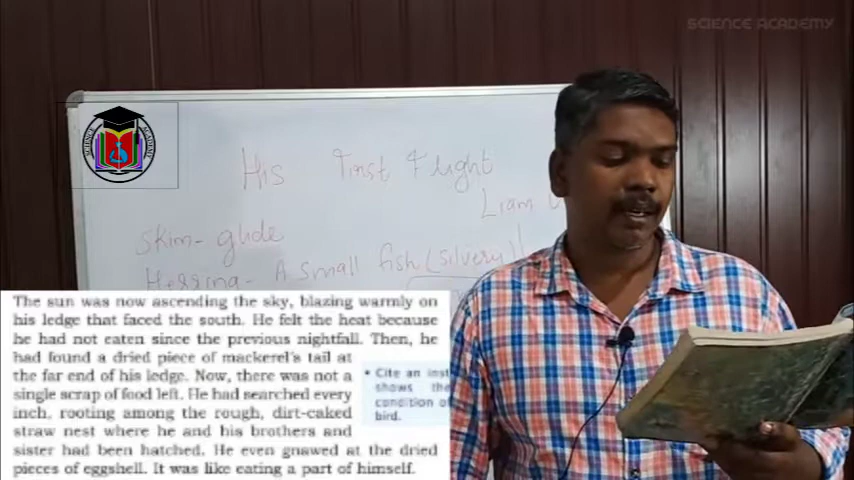 SCIENCE ACADEMY
SCIENCE ACADEMY
His First Flight
Liam
Skim - glide
Herring - A small fish (silvery)
The sun was now ascending the sky, blazing warmly on
his ledge that faced the south. He felt the heat because
he had not eaten since the previous nightfall. Then, he
had found a dried piece of mackerel's tail at
the far end of his ledge. Now, there was not a
single scrap of food left. He had searched every
inch, rooting among the rough, dirt-caked
straw nest where he and his brothers and
sister had been hatched. He even gnawed at the dried
pieces of eggshell. It was like eating a part of himself.
• Cite an inst
shows the
condition of
bird.